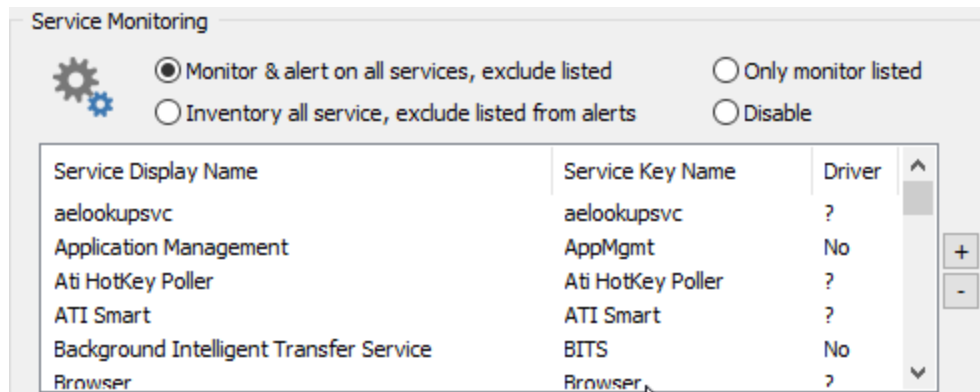 Service Monitoring
Monitor & alert on all services, exclude listed Only monitor listed
Inventory all service, exclude listed from alerts Disable
Service Display Name Service Key Name Driver
aelookupsvc aelookupsvc ?
Application Management AppMgmt No
Ati HotKey Poller Ati HotKey Poller ?
ATI Smart ATI Smart ?
Background Intelligent Transfer Service BITS No
Browser Browser ?
+
-